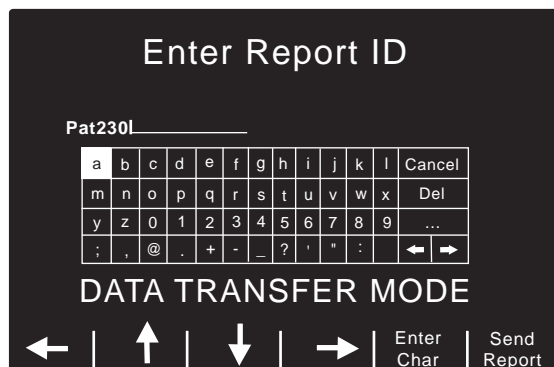 Enter Report ID
Pat230
a b c d e f g h i j k l Cancel
m n o p q r s t u v w x Del
y z 0 1 2 3 4 5 6 7 8 9 ...
; , @ . + - _ ? ' " :
DATA TRANSFER MODE
Enter Char
Send Report